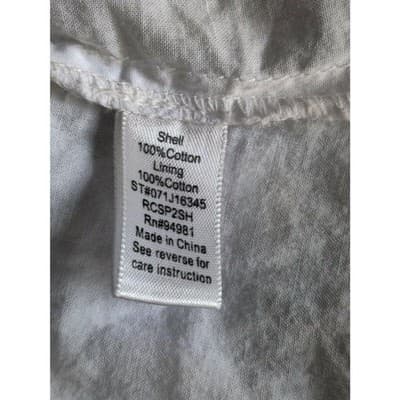 Shell
100%Cotton
Lining
100%Cotton
ST#071J16345
RCSP2SH
Rn#94981
Made in China
See reverse for
care instruction